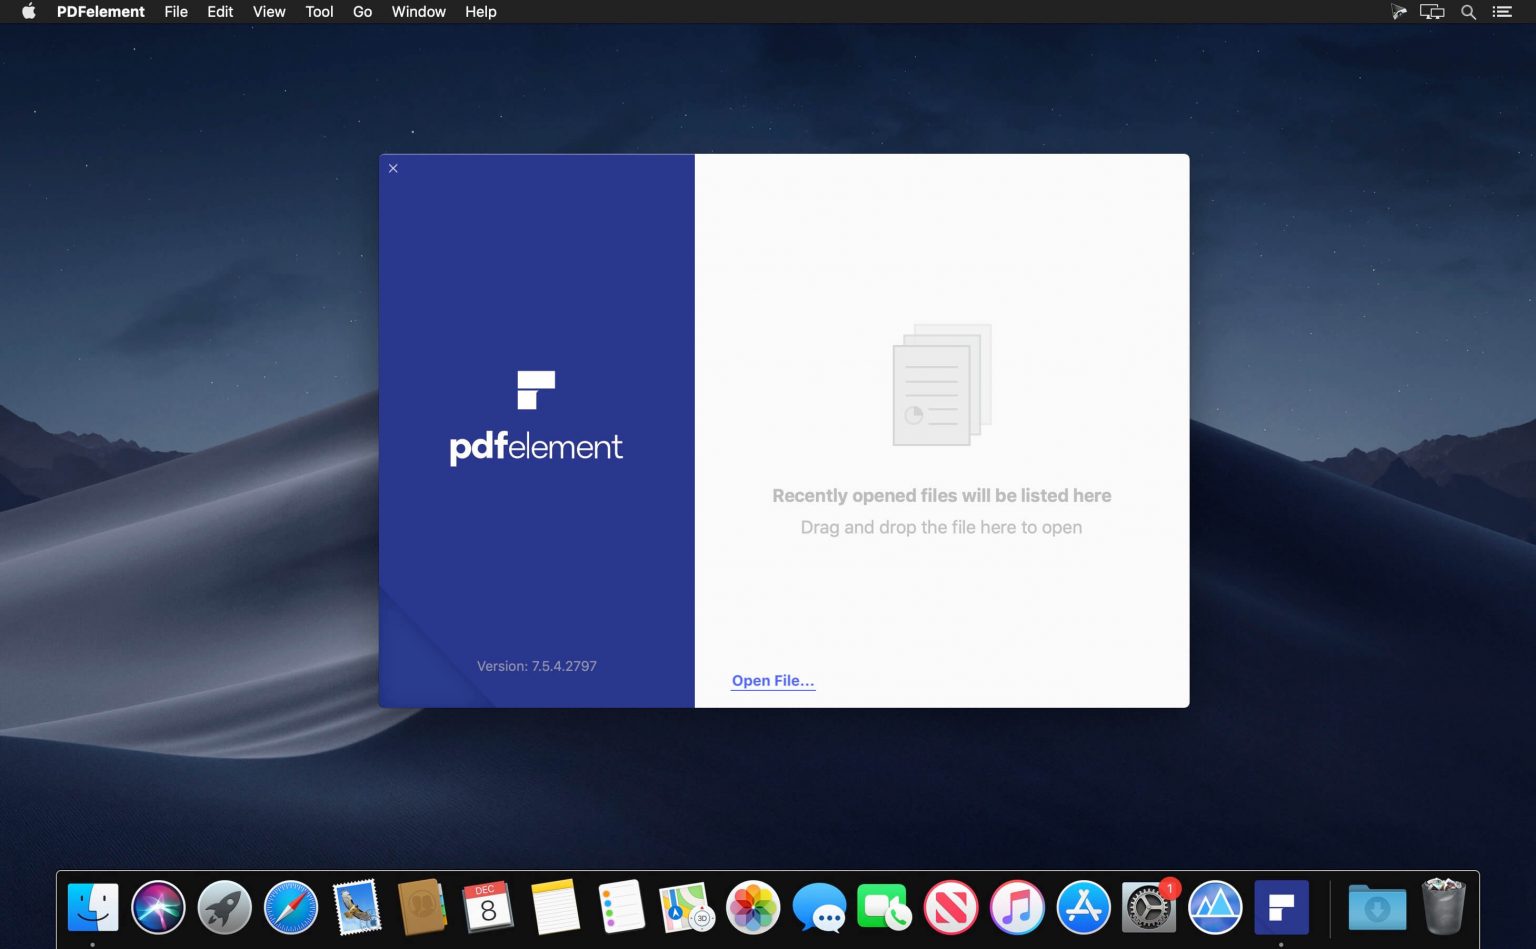 PDFelement File Edit View Tool Go Window Help
pdfelement
Version: 7.5.4.2797
Recently opened files will be listed here
Drag and drop the file here to open
Open File...
DEC
8
3D
1